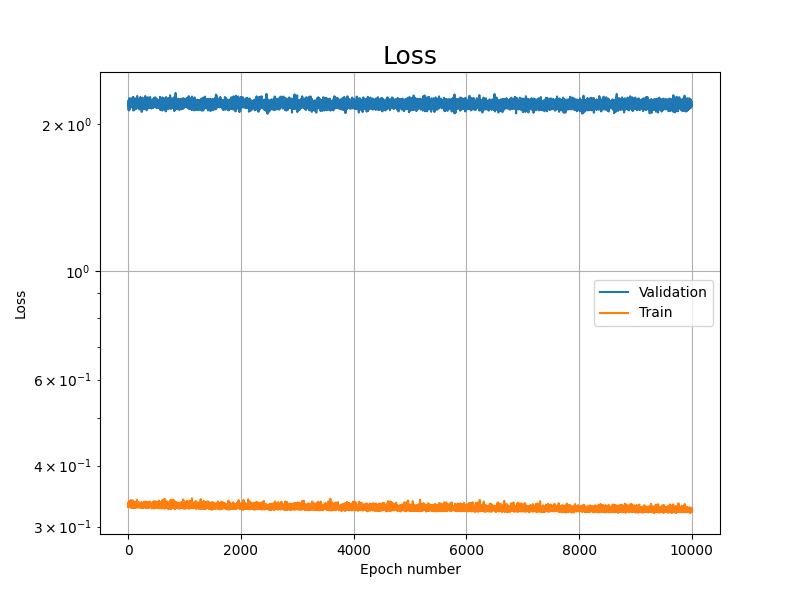 Loss
2 × 10⁰
10⁰
6 × 10⁻¹
4 × 10⁻¹
3 × 10⁻¹
Loss
Validation
Train
0 2000 4000 6000 8000 10000
Epoch number